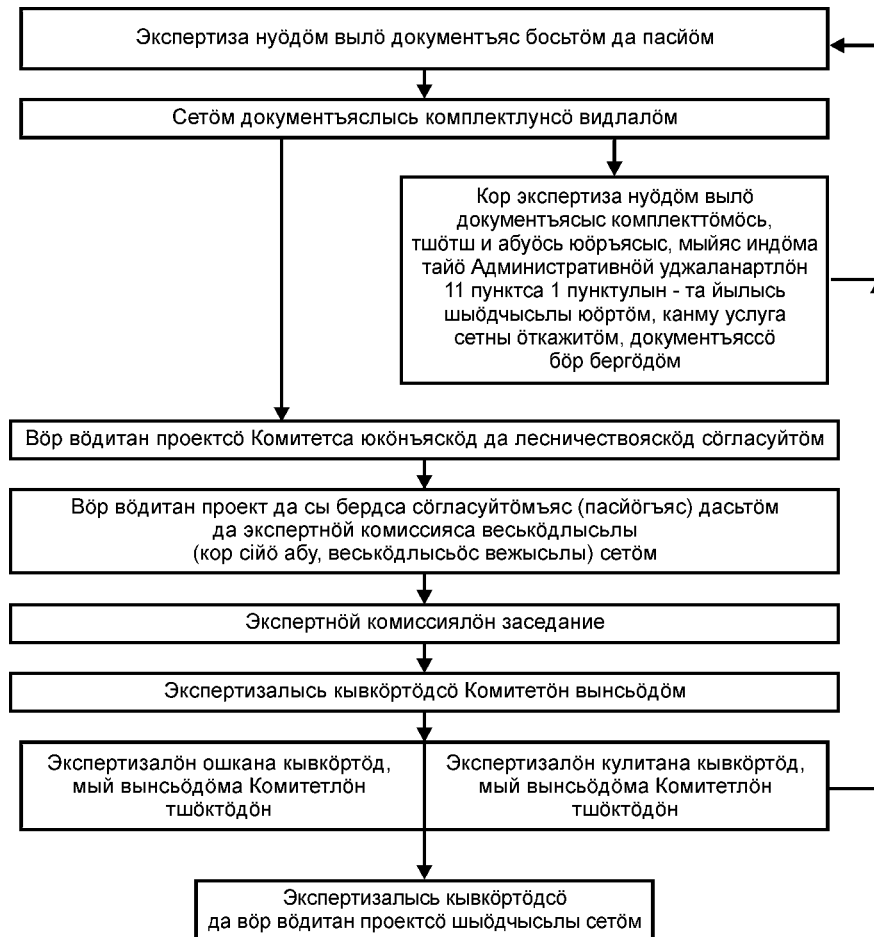 Экспертиза нуӧдӧм вылӧ документъяс босьтӧм да пасйӧм
Сетӧм документъяслысь комплектлунсӧ видлалӧм
Кор экспертиза нуӧдӧм вылӧ
документъясыс комплекттӧмӧсь,
тшӧтш и абуӧсь юӧръясыс, мыйяс индӧма
тайӧ Административнӧй уджаланартлӧн
11 пунктса 1 пунктулын - та йылысь
шыӧдчысьлы юӧртӧм, канму услуга
сетны ӧткажитӧм, документъяссӧ
бӧр бергӧдӧм
Вӧр вӧдитан проектсӧ Комитетса юкӧнъяскӧд да лесничествояскӧд сӧгласуйтӧм
Вӧр вӧдитан проект да сы бердса сӧгласуйтӧмъяс (пасйӧгъяс) дасьтӧм
да экспертнӧй комиссияса веськӧдлысьлы
(кор сійӧ абу, веськӧдлысьӧс вежысьлы) сетӧм
Экспертнӧй комиссиялӧн заседание
Экспертизалысь кывкӧртӧдсӧ Комитетӧн вынсьӧдӧм
Экспертизалӧн ошкана кывкӧртӧд,
мый вынсьӧдӧма Комитетлӧн
тшӧктӧдӧн
Экспертизалӧн кулитана кывкӧртӧд,
мый вынсьӧдӧма Комитетлӧн
тшӧктӧдӧн
Экспертизалысь кывкӧртӧдсӧ
да вӧр вӧдитан проектсӧ шыӧдчысьлы сетӧм